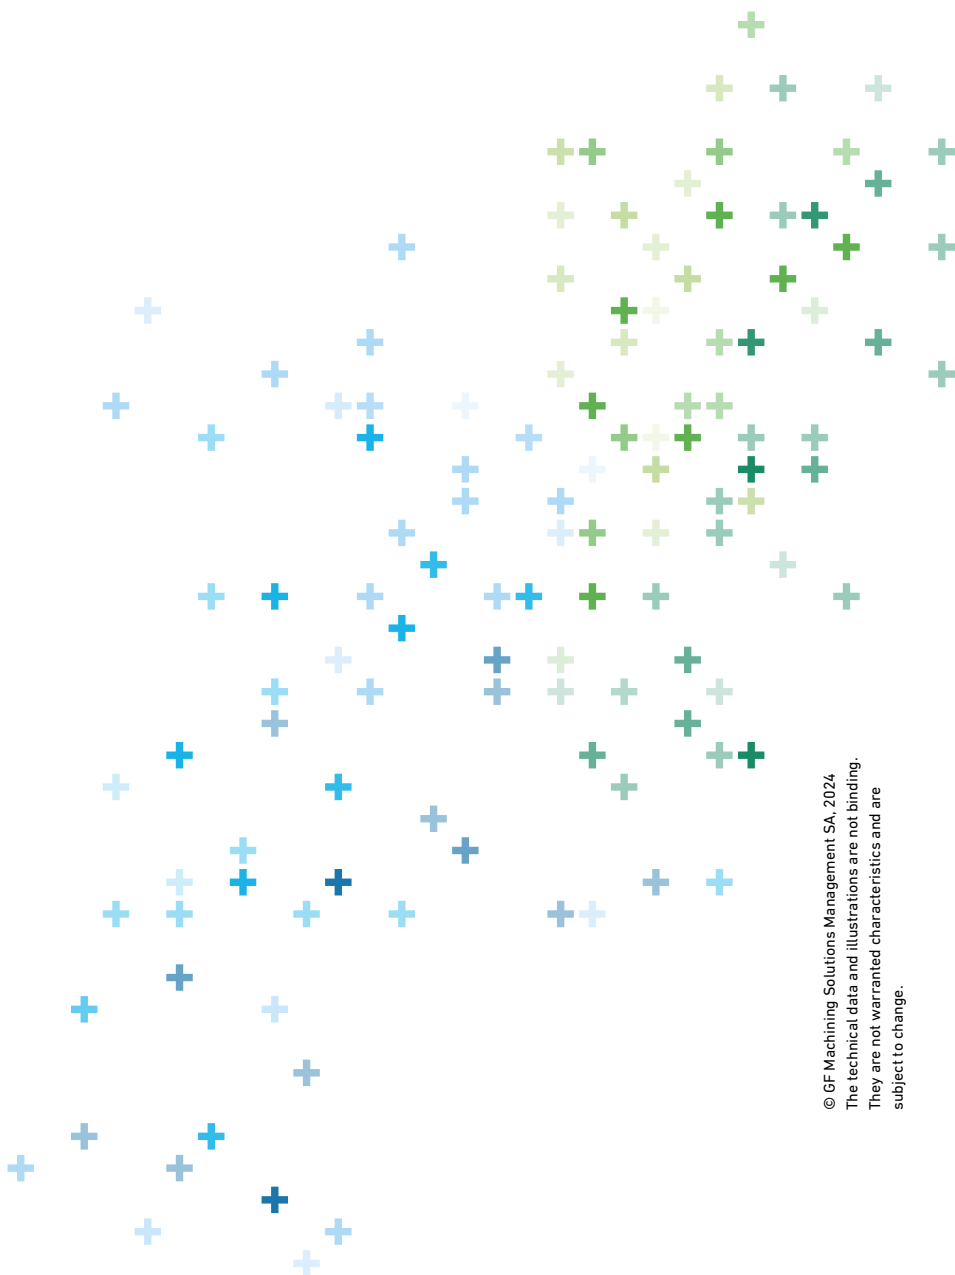 © GF Machining Solutions Management SA, 2024
The technical data and illustrations are not binding.
They are not warranted characteristics and are
subject to change.